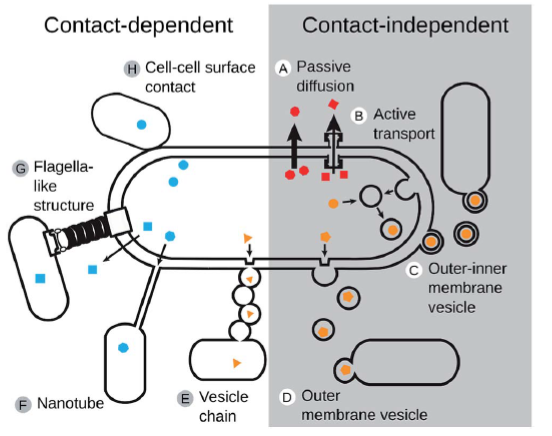 Contact-dependent
Contact-independent
H Cell-cell surface
contact
A Passive
diffusion
B Active
transport
G Flagella-
like
structure
C Outer-inner
membrane
vesicle
F Nanotube
E Vesicle
chain
D Outer
membrane vesicle